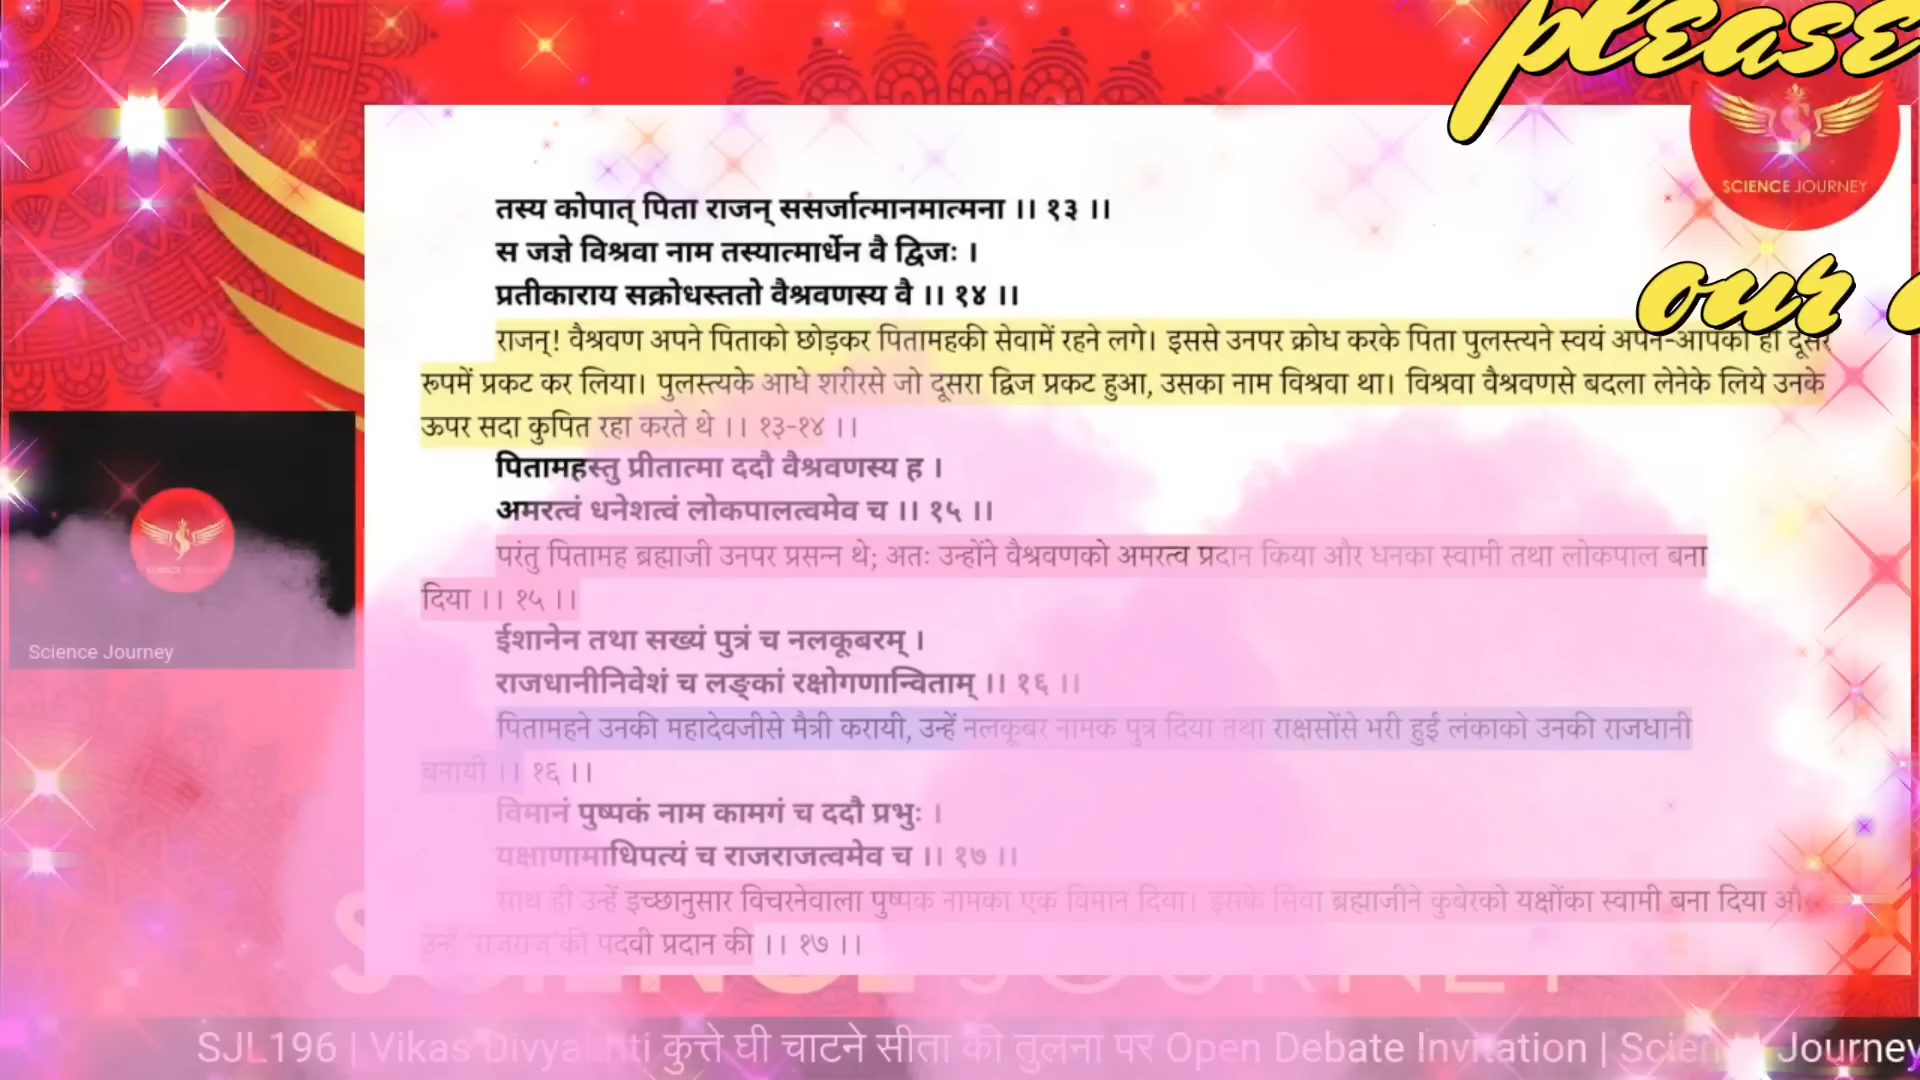 please
SCIENCE JOURNEY
our
तस्य कोपात् पिता राजन् ससर्जात्मानमात्मना ।। १३ ।।
स जज्ञे विश्रवा नाम तस्यात्मार्धेन वै द्विजः ।
प्रतीकाराय सक्रोधस्ततो वैश्रवणस्य वै ।। १४ ।।
राजन्! वैश्रवण अपने पिताको छोड़कर पितामहकी सेवामें रहने लगे। इससे उनपर क्रोध करके पिता पुलस्त्यने स्वयं अपने-आपको ही दूसरे
रूपमें प्रकट कर लिया। पुलस्त्यके आधे शरीरसे जो दूसरा द्विज प्रकट हुआ, उसका नाम विश्रवा था। विश्रवा वैश्रवणसे बदला लेनेके लिये उनके
ऊपर सदा कुपित रहा करते थे ।। १३-१४ ।।
पितामहस्तु प्रीतात्मा ददौ वैश्रवणस्य ह ।
अमरत्वं धनेशत्वं लोकपालत्वमेव च ।। १५ ।।
परंतु पितामह ब्रह्माजी उनपर प्रसन्न थे; अतः उन्होंने वैश्रवणको अमरत्व प्रदान किया और धनका स्वामी तथा लोकपाल बना
दिया ।। १५ ।।
ईशानेन तथा सख्यं पुत्रं च नलकूबरम् ।
राजधानीनिवेशं च लङ्कां रक्षोगणान्विताम् ।। १६ ।।
पितामहने उनकी महादेवजीसे मैत्री करायी, उन्हें नलकूबर नामक पुत्र दिया तथा राक्षसोंसे भरी हुई लंकाको उनकी राजधानी
बनायी ।। १६ ।।
विमानं पुष्पकं नाम कामगं च ददौ प्रभुः ।
यक्षाणामाधिपत्यं च राजराजत्वमेव च ।। १७ ।।
साथ ही उन्हें इच्छानुसार विचरनेवाला पुष्पक नामका एक विमान दिया। इसके सिवा ब्रह्माजीने कुबेरको यक्षोंका स्वामी बना दिया और
उन्हें 'राजराज'की पदवी प्रदान की ।। १७ ।।
Science Journey
SCIENCE JOURNEY
SJL196 | Vikas कुत्ते घी चाटने सीता की तुलना पर Open Debate Invitation | Science Journey